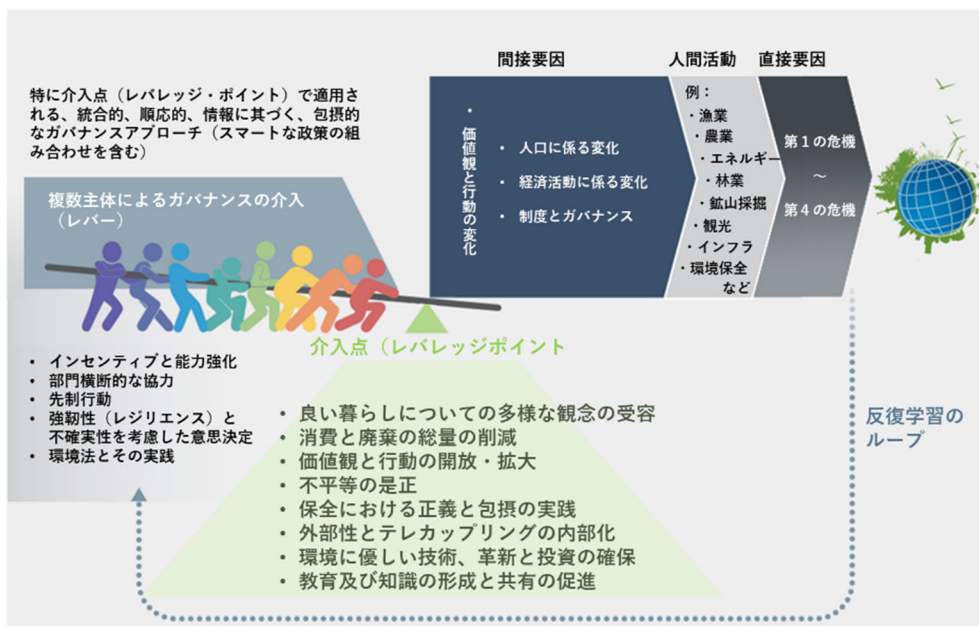 間接要因
人間活動
直接要因
特に介入点（レバレッジ・ポイント）で適用さ
れる、統合的、順応的、情報に基づく、包摂的
なガバナンスアプローチ（スマートな政策の組
み合わせを含む）
複数主体によるガバナンスの介入
（レバー）
・価値観と行動の変化
• 人口に係る変化
• 経済活動に係る変化
• 制度とガバナンス
例：
・漁業
・農業
・エネルギー
・林業
・鉱山採掘
・観光
・インフラ
・環境保全
など
第１の危機
～
第４の危機
介入点（レバレッジポイント
• インセンティブと能力強化
• 部門横断的な協力
• 先制行動
• 強靭性（レジリエンス）と
不確実性を考慮した意思決定
• 環境法とその実践
• 良い暮らしについての多様な観念の受容
• 消費と廃棄の総量の削減
• 価値観と行動の開放・拡大
• 不平等の是正
• 保全における正義と包摂の実践
• 外部性とテレカップリングの内部化
• 環境に優しい技術、革新と投資の確保
• 教育及び知識の形成と共有の促進
反復学習の
ループ